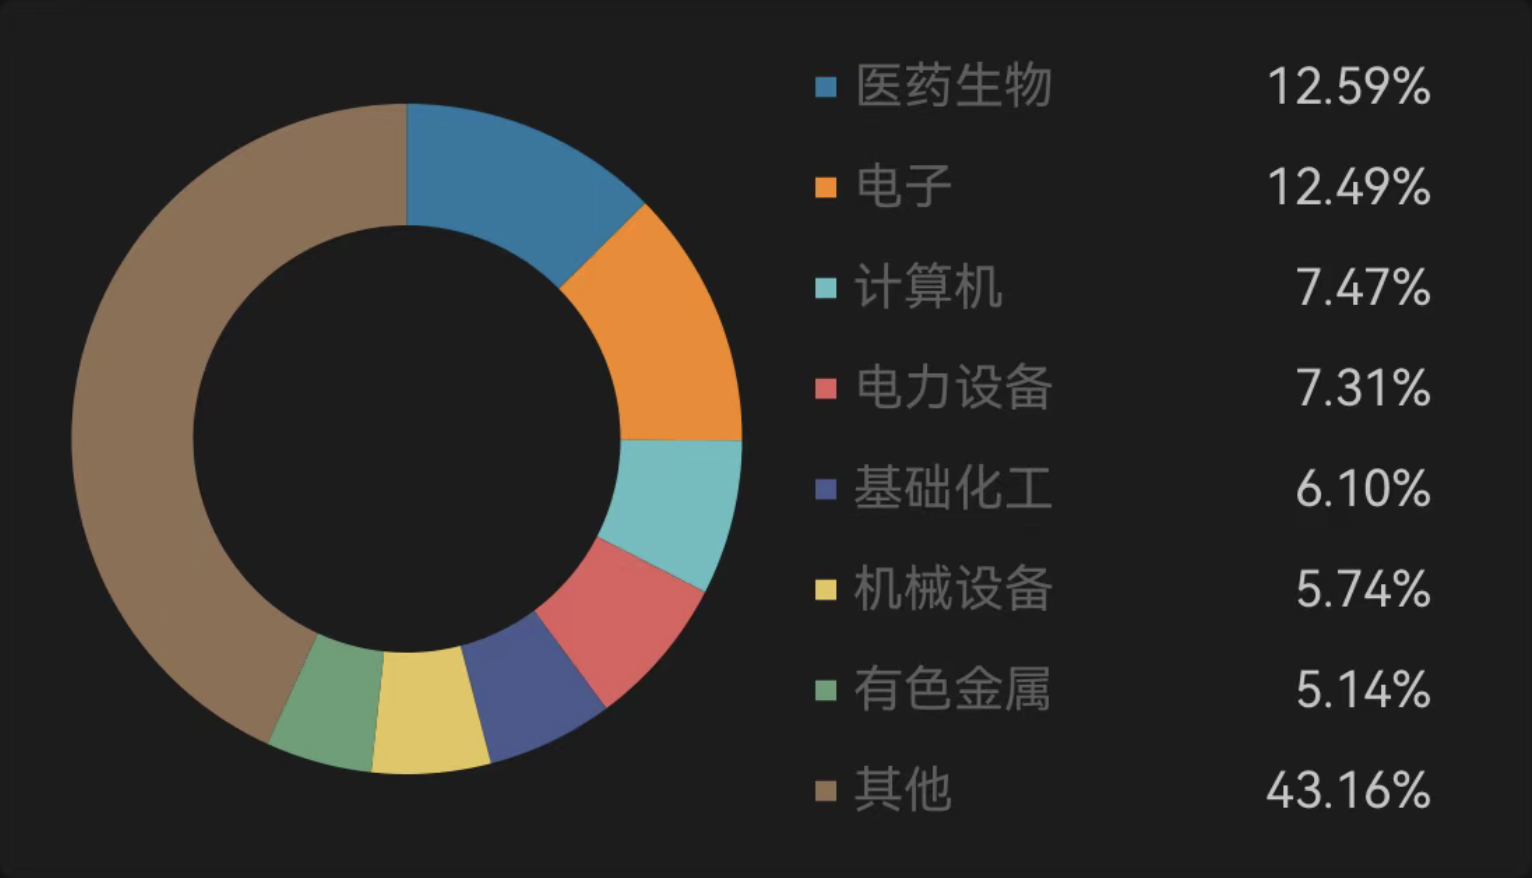 医药生物 12.59%
电子 12.49%
计算机 7.47%
电力设备 7.31%
基础化工 6.10%
机械设备 5.74%
有色金属 5.14%
其他 43.16%